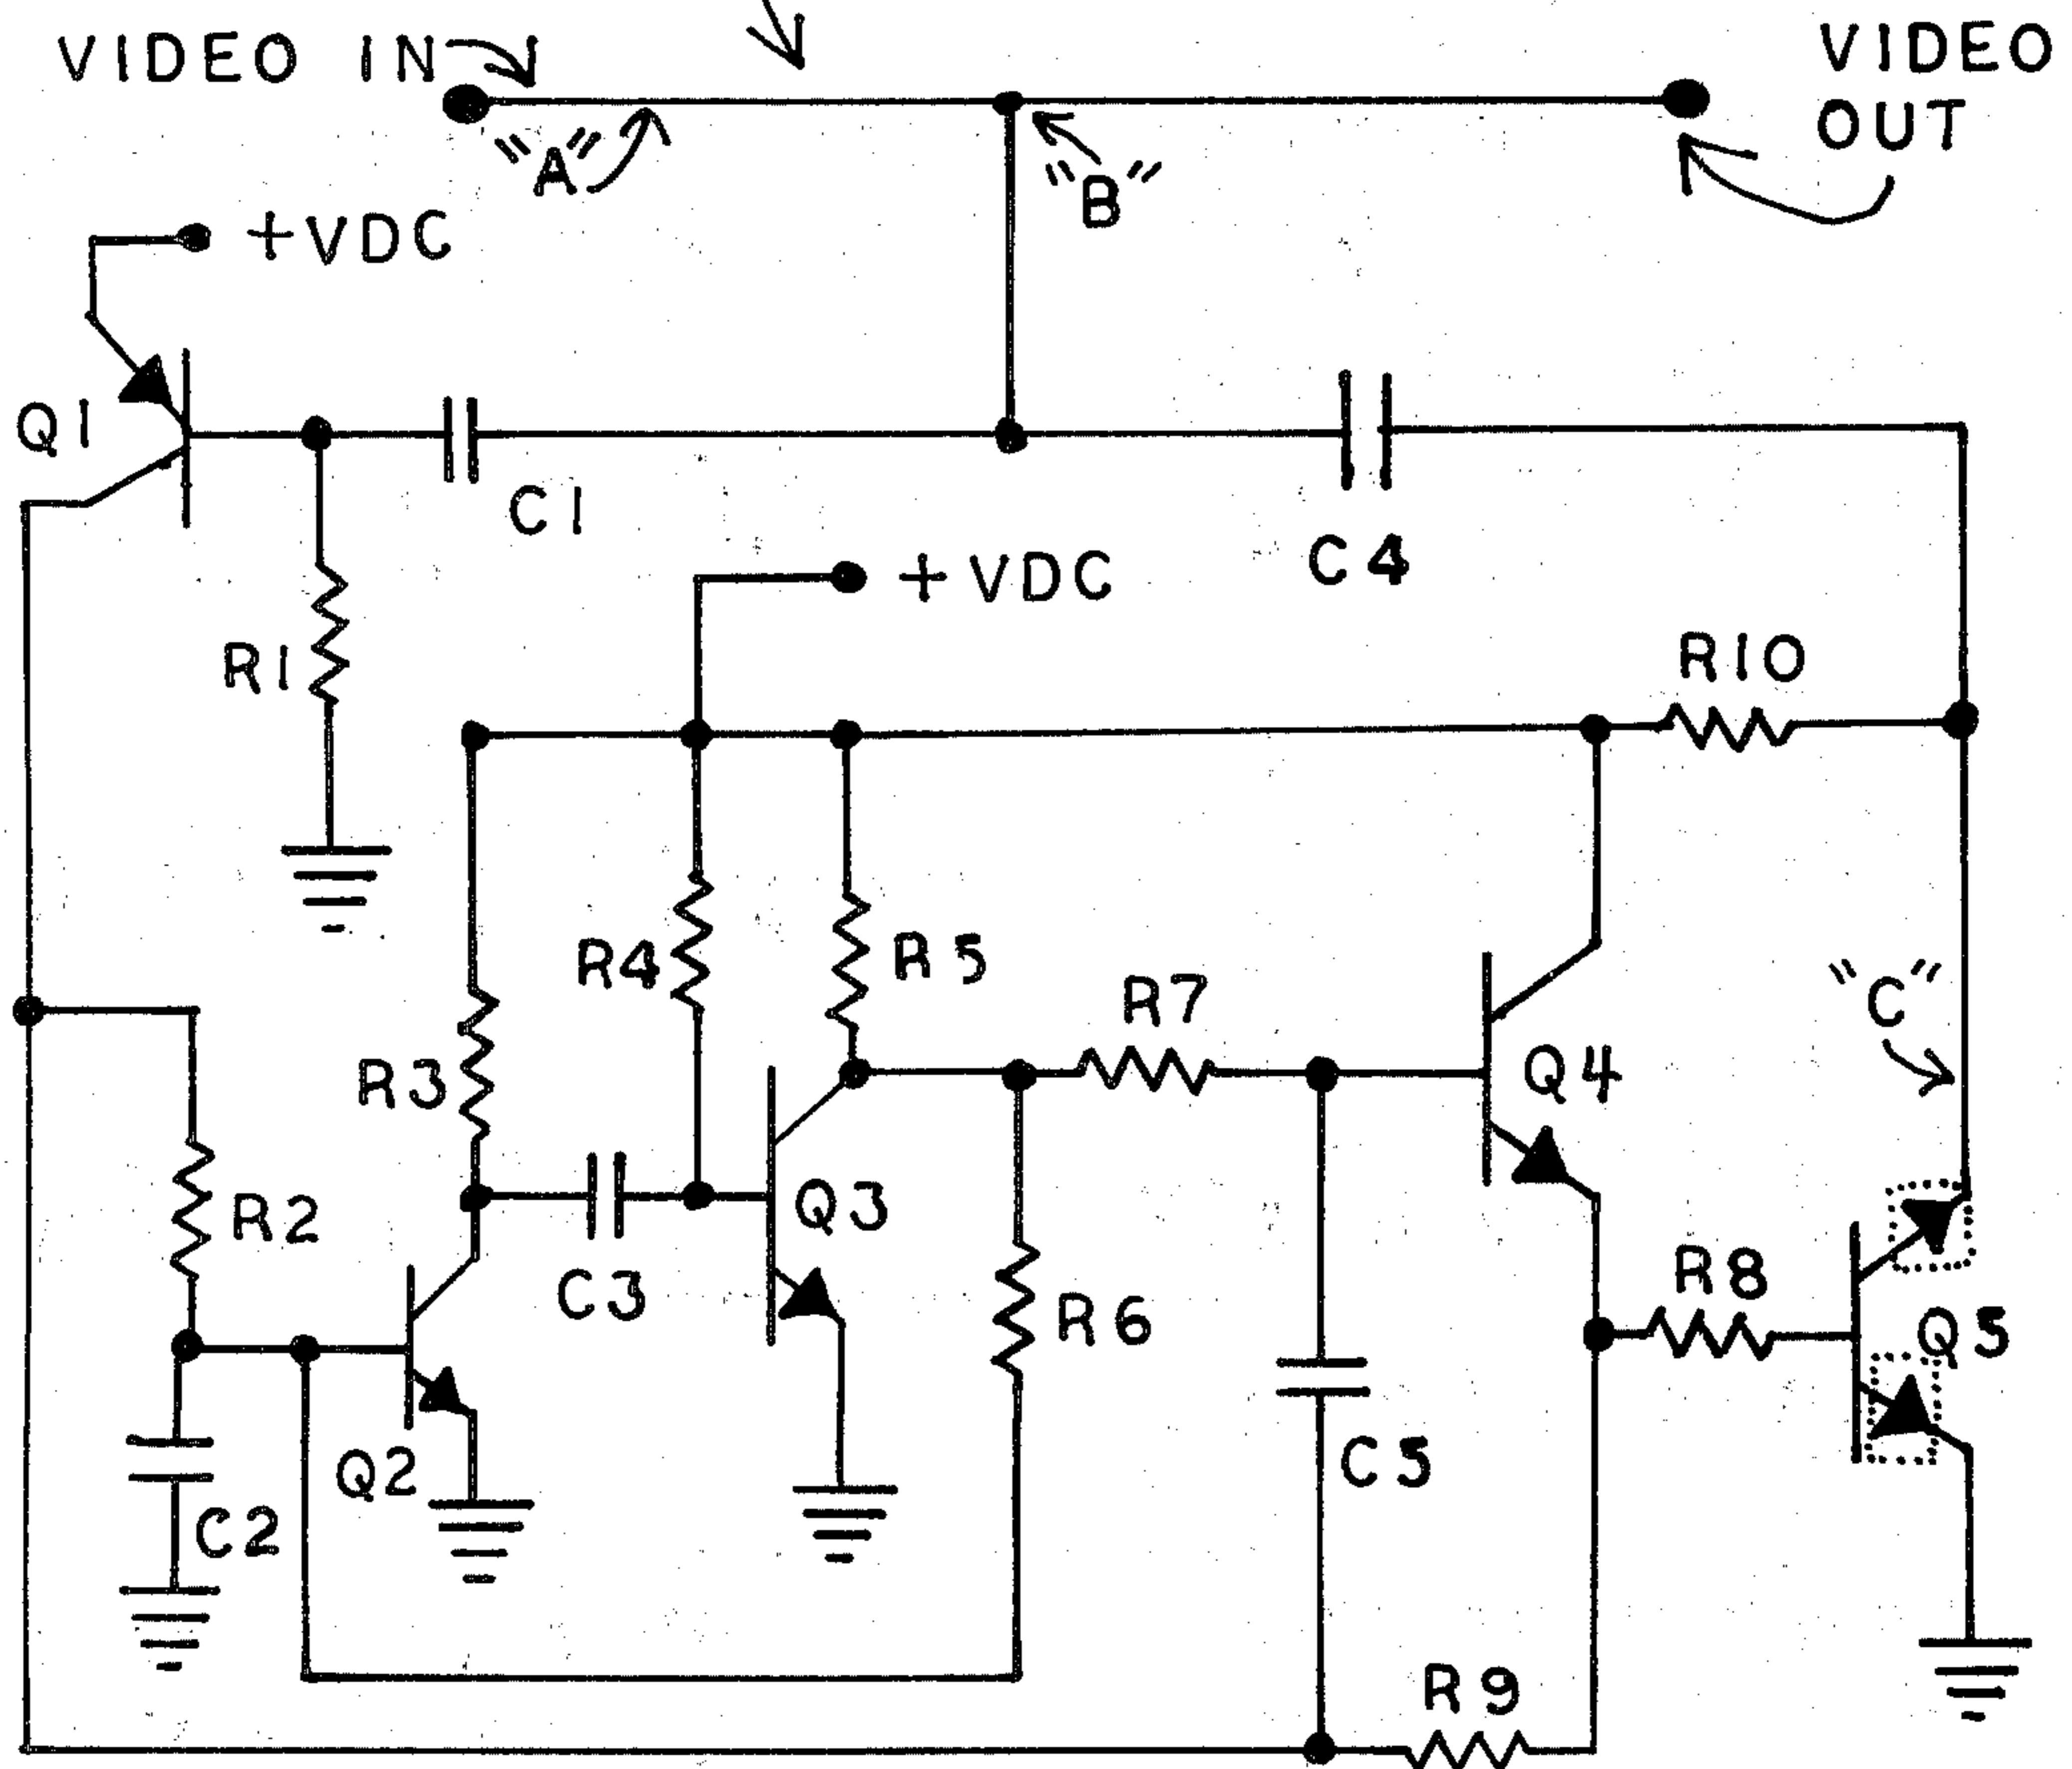 VIDEO IN
VIDEO
OUT
"A"
"B"
+VDC
Q1
C1
C4
+VDC
R1
R10
R4
R5
"C"
R7
R3
Q4
R2
Q3
C3
R8
R6
Q5
Q2
C5
C2
R9